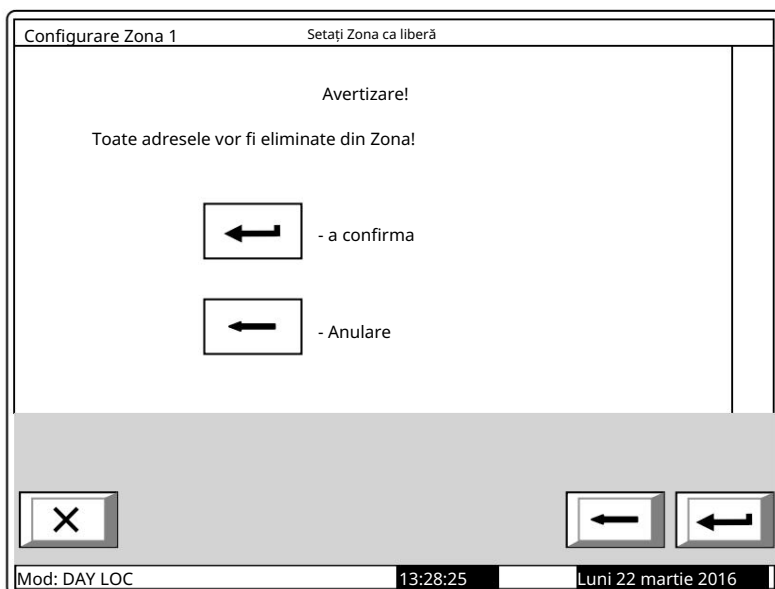 Configurare Zona 1 Setați Zona ca liberă
Avertizare!
Toate adresele vor fi eliminate din Zona!
- a confirma
- Anulare
Mod: DAY LOC 13:28:25 Luni 22 martie 2016